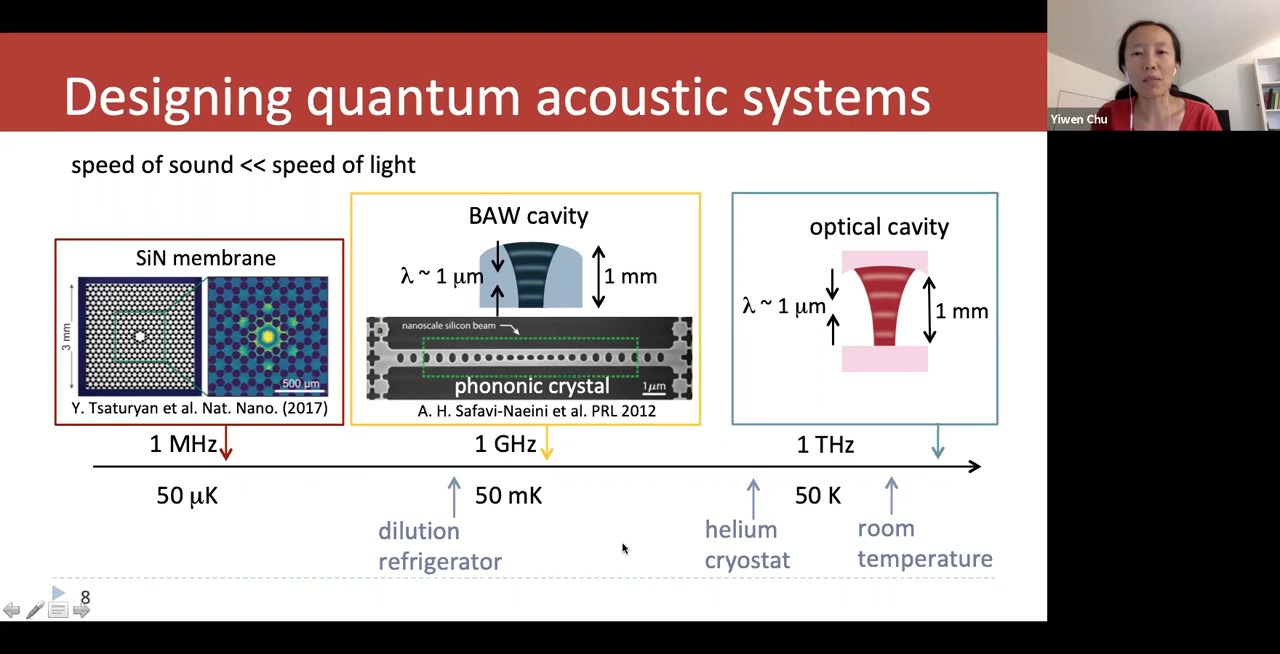 Designing quantum acoustic systems
Yiwen Chu
speed of sound << speed of light
SiN membrane
3 mm
500 µm
Y. Tsaturyan et al. Nat. Nano. (2017)
BAW cavity
λ ~ 1 µm
1 mm
a
nanoscale silicon beam
phononic crystal
1µm
A. H. Safavi-Naeini et al. PRL 2012
optical cavity
λ ~ 1 µm
1 mm
1 MHz
1 GHz
1 THz
50 µK
50 mK
50 K
dilution
refrigerator
helium
cryostat
room
temperature
8